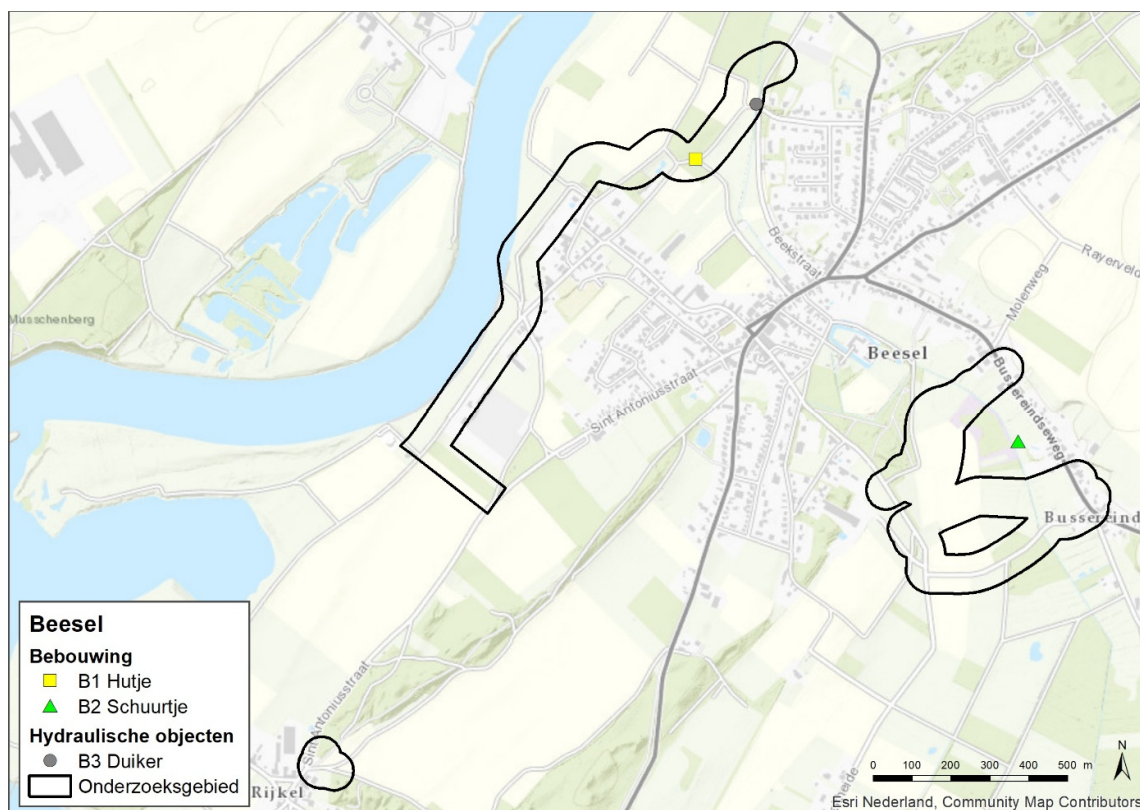 Musschenberg
Beekstraat
Molenweg
Rayerveld
Beesel
Bussereindseweg
Sint Antoniusstraat
Bussereind
Sint Antoniusstraat
Rijkel
Beesel
Bebouwing
B1 Hutje
B2 Schuurtje
Hydraulische objecten
B3 Duiker
Onderzoeksgebied
N
0 100 200 300 400 500 m
Esri Nederland, Community Map Contributors